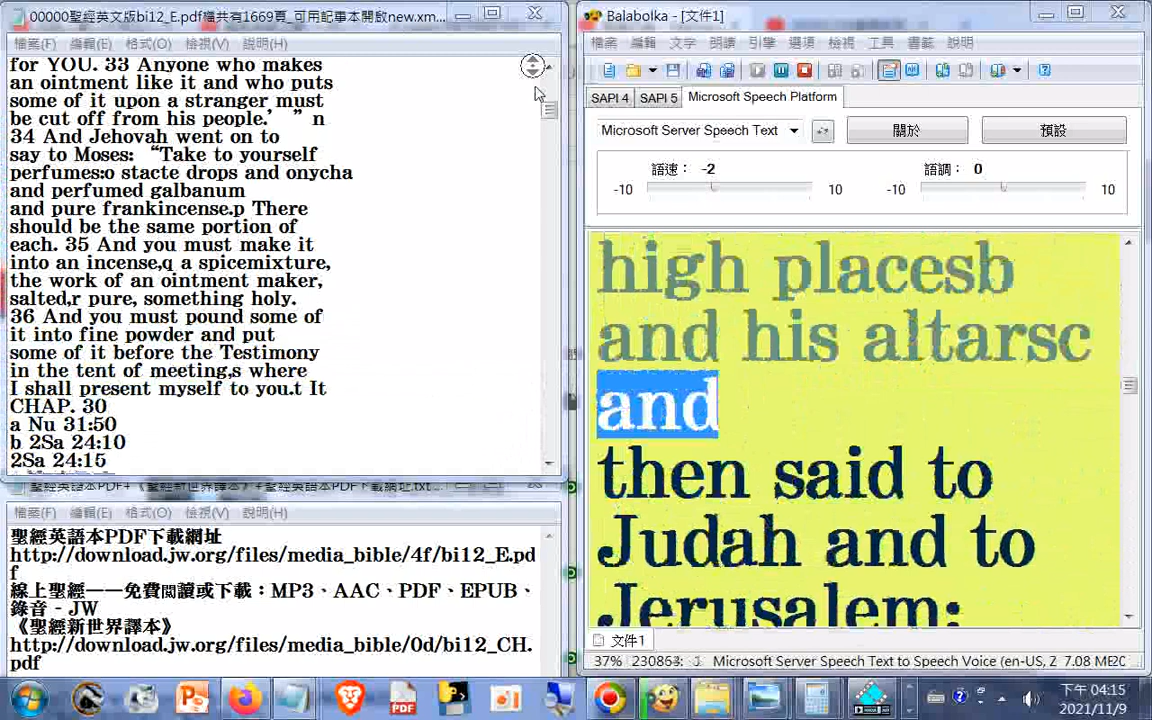 00000聖經英文版bi12_E.pdf檔共有1669頁_可用記事本開啟new.xm...
檔案(F) 編輯(E) 格式(O) 檢視(V) 說明(H)
for YOU. 33 Anyone who makes
an ointment like it and who puts
some of it upon a stranger must
be cut off from his people.’ ” n
34 And Jehovah went on to
say to Moses: “Take to yourself
perfumes:o stacte drops and onycha
and perfumed galbanum
and pure frankincense.p There
should be the same portion of
each. 35 And you must make it
into an incense,q a spicemixture,
the work of an ointment maker,
salted,r pure, something holy.
36 And you must pound some of
it into fine powder and put
some of it before the Testimony
in the tent of meeting,s where
I shall present myself to you.t It
CHAP. 30
a Nu 31:50
b 2Sa 24:10
2Sa 24:15
聖經英語本PDF+《聖經新世界譯本》+聖經英語本PDF下載網址.txt...
檔案(F) 編輯(E) 格式(O) 檢視(V) 說明(H)
聖經英語本PDF下載網址
http://download.jw.org/files/media_bible/4f/bi12_E.pd
f
線上聖經——免費閱讀或下載：MP3、AAC、PDF、EPUB、
錄音 - JW
《聖經新世界譯本》
http://download.jw.org/files/media_bible/0d/bi12_CH.
pdf
Balabolka - [文件1]
檔案 編輯 文字 朗讀 引擎 選項 檢視 工具 書籤 說明
SAPI 4 SAPI 5 Microsoft Speech Platform
Microsoft Server Speech Text 關於 預設
語速： -2 語調： 0
-10 10 -10 10
high placesb
and his altarsc
and
then said to
Judah and to
Jerusalem:
文件1
37% Microsoft Server Speech Text to Speech Voice (en-US, Z
下午 04:15
2021/11/9